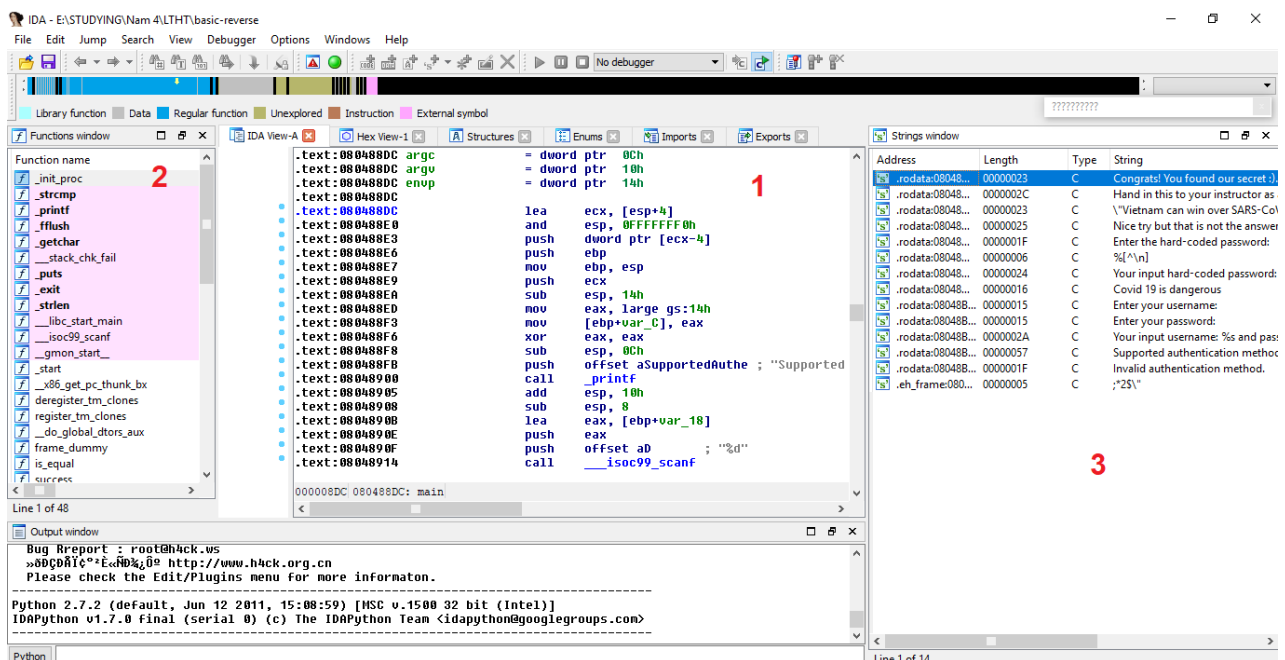 IDA - E:\STUDYING\Nam 4\LTHT\basic-reverse
File Edit Jump Search View Debugger Options Windows Help
No debugger
Library function Data Regular function Unexplored Instruction External symbol
??????????
Functions window
Function name
2
_init_proc
_strcmp
_printf
_fflush
_getchar
___stack_chk_fail
_puts
_exit
_strlen
___libc_start_main
___isoc99_scanf
__gmon_start__
_start
__x86_get_pc_thunk_bx
deregister_tm_clones
register_tm_clones
__do_global_dtors_aux
frame_dummy
is_equal
success
Line 1 of 48
IDA View-A Hex View-1 Structures Enums Imports Exports
1
.text:080488DC argc = dword ptr 0Ch
.text:080488DC argv = dword ptr 10h
.text:080488DC envp = dword ptr 14h
.text:080488DC
.text:080488DC lea ecx, [esp+4]
.text:080488E0 and esp, 0FFFFFFF0h
.text:080488E3 push dword ptr [ecx-4]
.text:080488E6 push ebp
.text:080488E7 mov ebp, esp
.text:080488E9 push ecx
.text:080488EA sub esp, 14h
.text:080488ED mov eax, large gs:14h
.text:080488F3 mov [ebp+var_C], eax
.text:080488F6 xor eax, eax
.text:080488F8 sub esp, 0Ch
.text:080488FB push offset aSupportedAuthe ; "Supported
.text:08048900 call _printf
.text:08048905 add esp, 10h
.text:08048908 sub esp, 8
.text:0804890B lea eax, [ebp+var_18]
.text:0804890E push eax
.text:0804890F push offset aD ; "%d"
.text:08048914 call ___isoc99_scanf
000008DC 080488DC: main
Strings window
Address Length Type String
.rodata:08048... 00000023 C Congrats! You found our secret :).
.rodata:08048... 0000002C C Hand in this to your instructor as
.rodata:08048... 00000023 C \"Vietnam can win over SARS-CoV
.rodata:08048... 00000025 C Nice try but that is not the answer
.rodata:08048... 0000001F C Enter the hard-coded password:
.rodata:08048... 00000006 C %[^\n]
.rodata:08048... 00000024 C Your input hard-coded password:
.rodata:08048... 00000016 C Covid 19 is dangerous
.rodata:08048B... 00000015 C Enter your username:
.rodata:08048B... 00000015 C Enter your password:
.rodata:08048B... 0000002A C Your input username: %s and pass
.rodata:08048B... 00000057 C Supported authentication method
.rodata:08048B... 0000001F C Invalid authentication method.
.eh_frame:080... 00000005 C ;*2$\"
3
Line 1 of 14
Output window
Bug Rreport : root@h4ck.ws
http://www.h4ck.org.cn
Please check the Edit/Plugins menu for more informaton.
---------------------------------------------------------------------------------
Python 2.7.2 (default, Jun 12 2011, 15:08:59) [MSC v.1500 32 bit (Intel)]
IDAPython v1.7.0 final (serial 0) (c) The IDAPython Team <idapython@googlegroups.com>
---------------------------------------------------------------------------------
Python